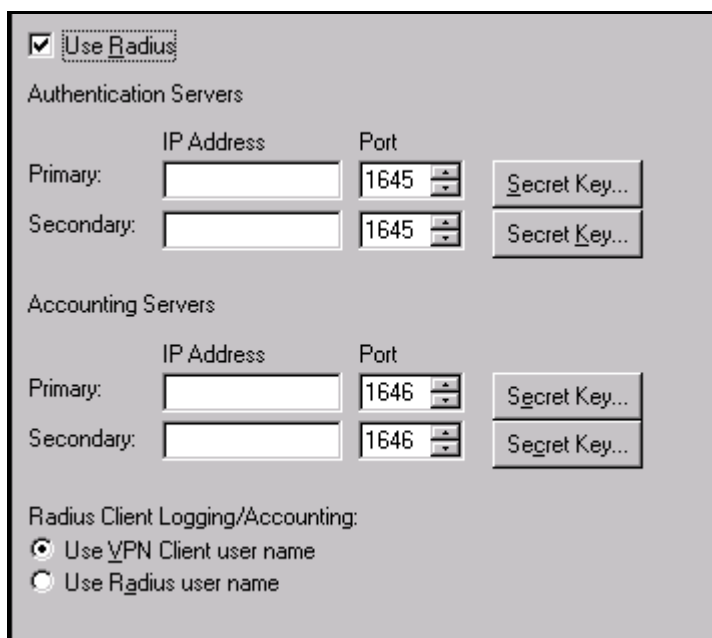 Use Radius
Authentication Servers
IP Address Port
Primary: 1645 Secret Key...
Secondary: 1645 Secret Key...
Accounting Servers
IP Address Port
Primary: 1646 Secret Key...
Secondary: 1646 Secret Key...
Radius Client Logging/Accounting:
Use VPN Client user name
Use Radius user name